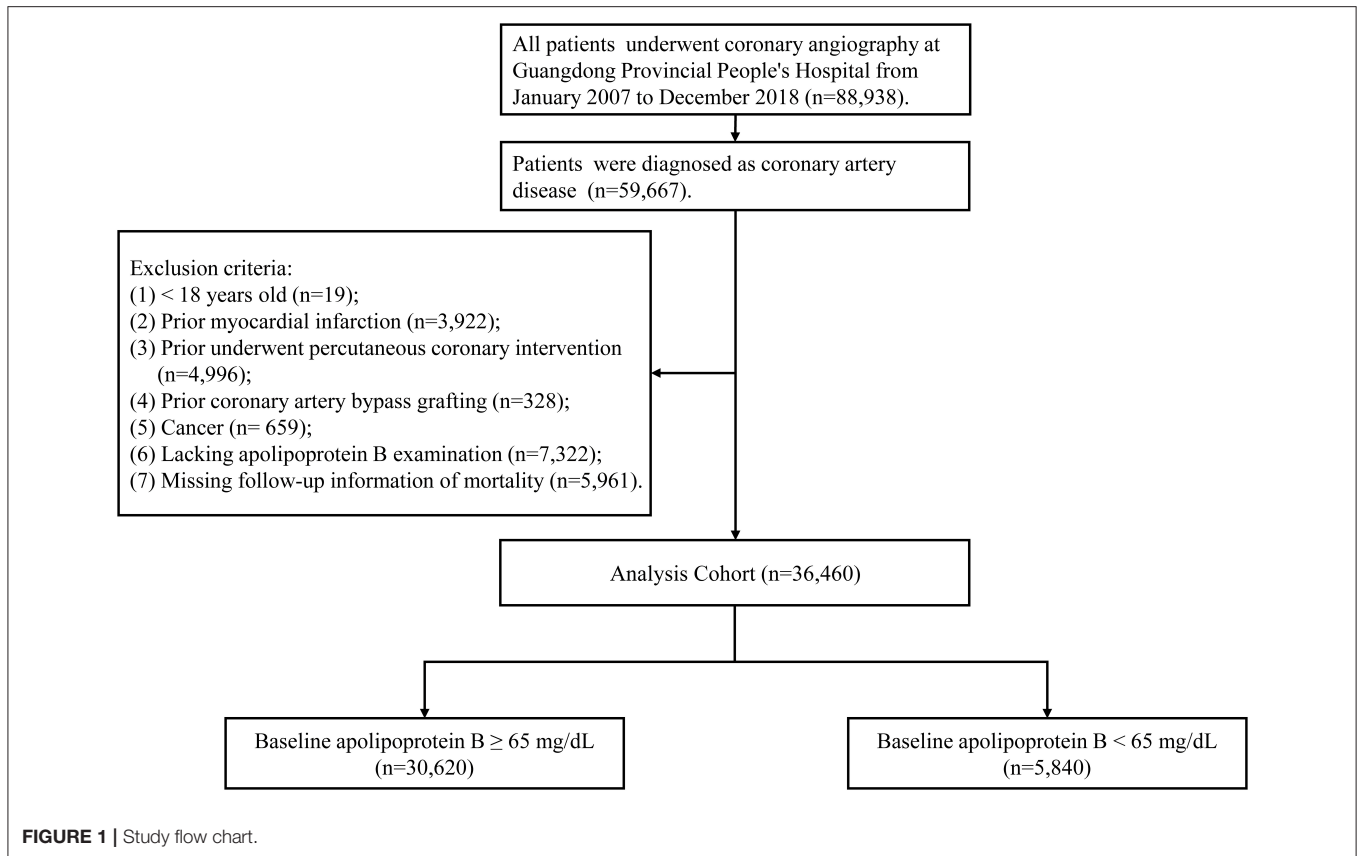 All patients underwent coronary angiography at
Guangdong Provincial People's Hospital from
January 2007 to December 2018 (n=88,938).
Patients were diagnosed as coronary artery
disease (n=59,667).
Exclusion criteria:
(1) < 18 years old (n=19);
(2) Prior myocardial infarction (n=3,922);
(3) Prior underwent percutaneous coronary intervention
(n=4,996);
(4) Prior coronary artery bypass grafting (n=328);
(5) Cancer (n= 659);
(6) Lacking apolipoprotein B examination (n=7,322);
(7) Missing follow-up information of mortality (n=5,961).
Analysis Cohort (n=36,460)
Baseline apolipoprotein B ≥ 65 mg/dL
(n=30,620)
Baseline apolipoprotein B < 65 mg/dL
(n=5,840)
FIGURE 1 | Study flow chart.